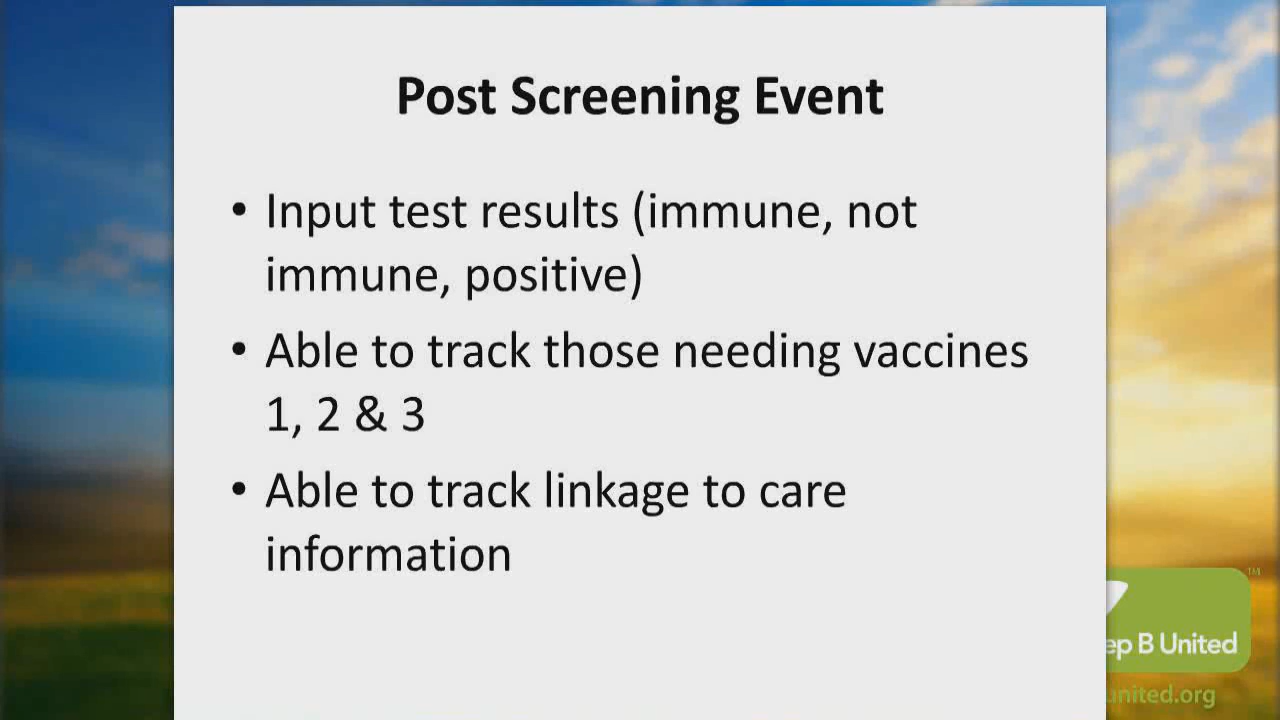 Post Screening Event
• Input test results (immune, not
immune, positive)
• Able to track those needing vaccines
1, 2 & 3
• Able to track linkage to care
information
TM
ep B United
united.org